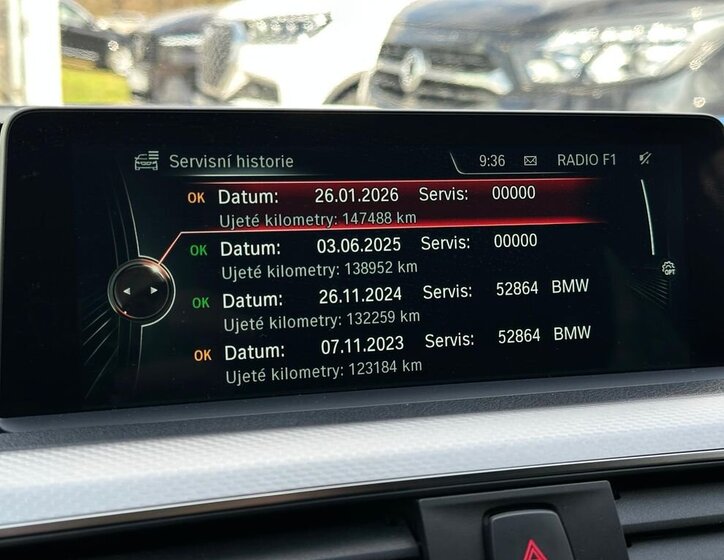 Servisní historie 9:36 RADIO F1
OK Datum: 26.01.2026 Servis: 00000
Ujeté kilometry: 147488 km
OK Datum: 03.06.2025 Servis: 00000
Ujeté kilometry: 138952 km
OK Datum: 26.11.2024 Servis: 52864 BMW
Ujeté kilometry: 132259 km
OK Datum: 07.11.2023 Servis: 52864 BMW
Ujeté kilometry: 123184 km
OPT